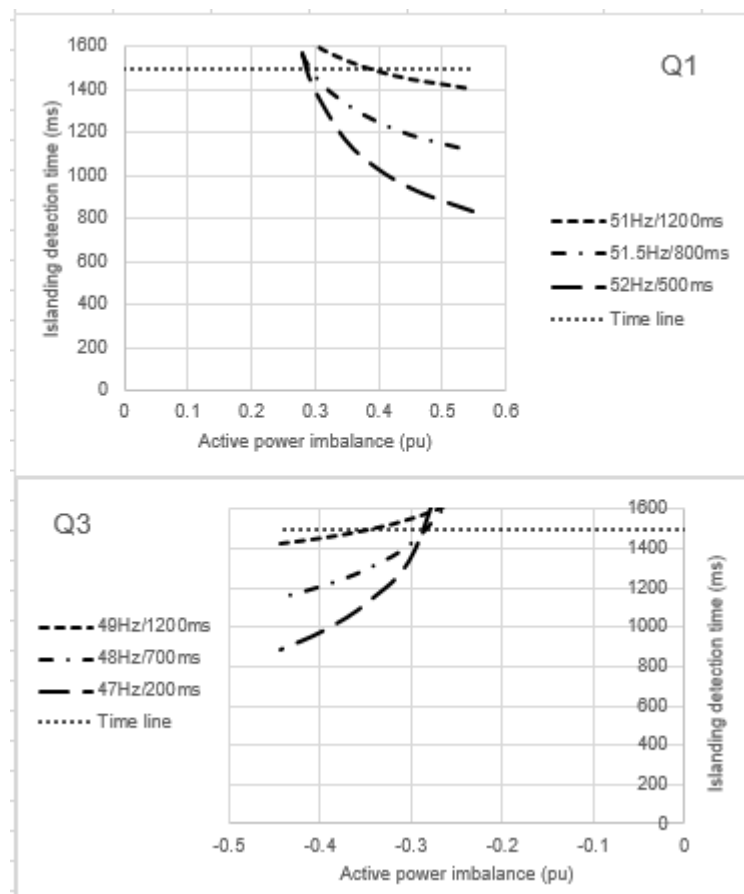 Q1
1600
1400
1200
1000
800
600
400
200
0
Islanding detection time (ms)
0 0.1 0.2 0.3 0.4 0.5 0.6
Active power imbalance (pu)
51Hz/1200ms
51.5Hz/800ms
52Hz/500ms
Time line
Q3
49Hz/1200ms
48Hz/700ms
47Hz/200ms
Time line
1600
1400
1200
1000
800
600
400
200
0
Islanding detection time (ms)
-0.5 -0.4 -0.3 -0.2 -0.1 0
Active power imbalance (pu)